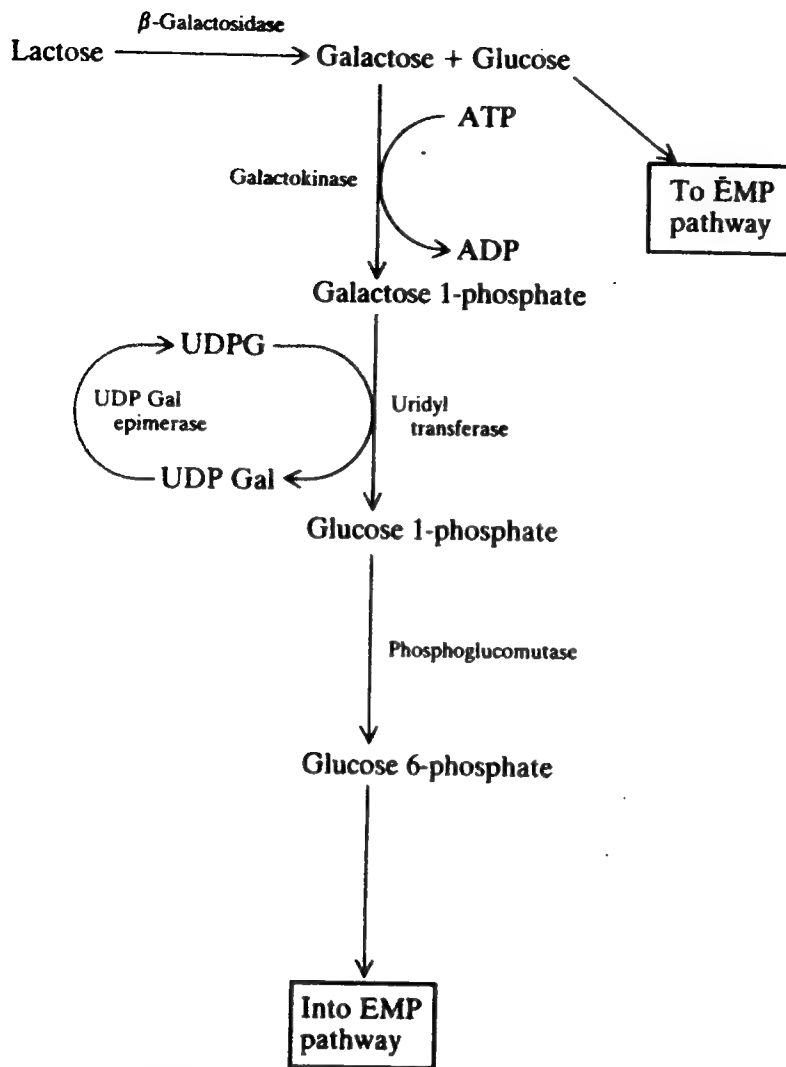 β-Galactosidase
Lactose
Galactose + Glucose
ATP
Galactokinase
To EMP
pathway
ADP
Galactose 1-phosphate
UDPG
UDP Gal
epimerase
Uridyl
transferase
UDP Gal
Glucose 1-phosphate
Phosphoglucomutase
Glucose 6-phosphate
Into EMP
pathway